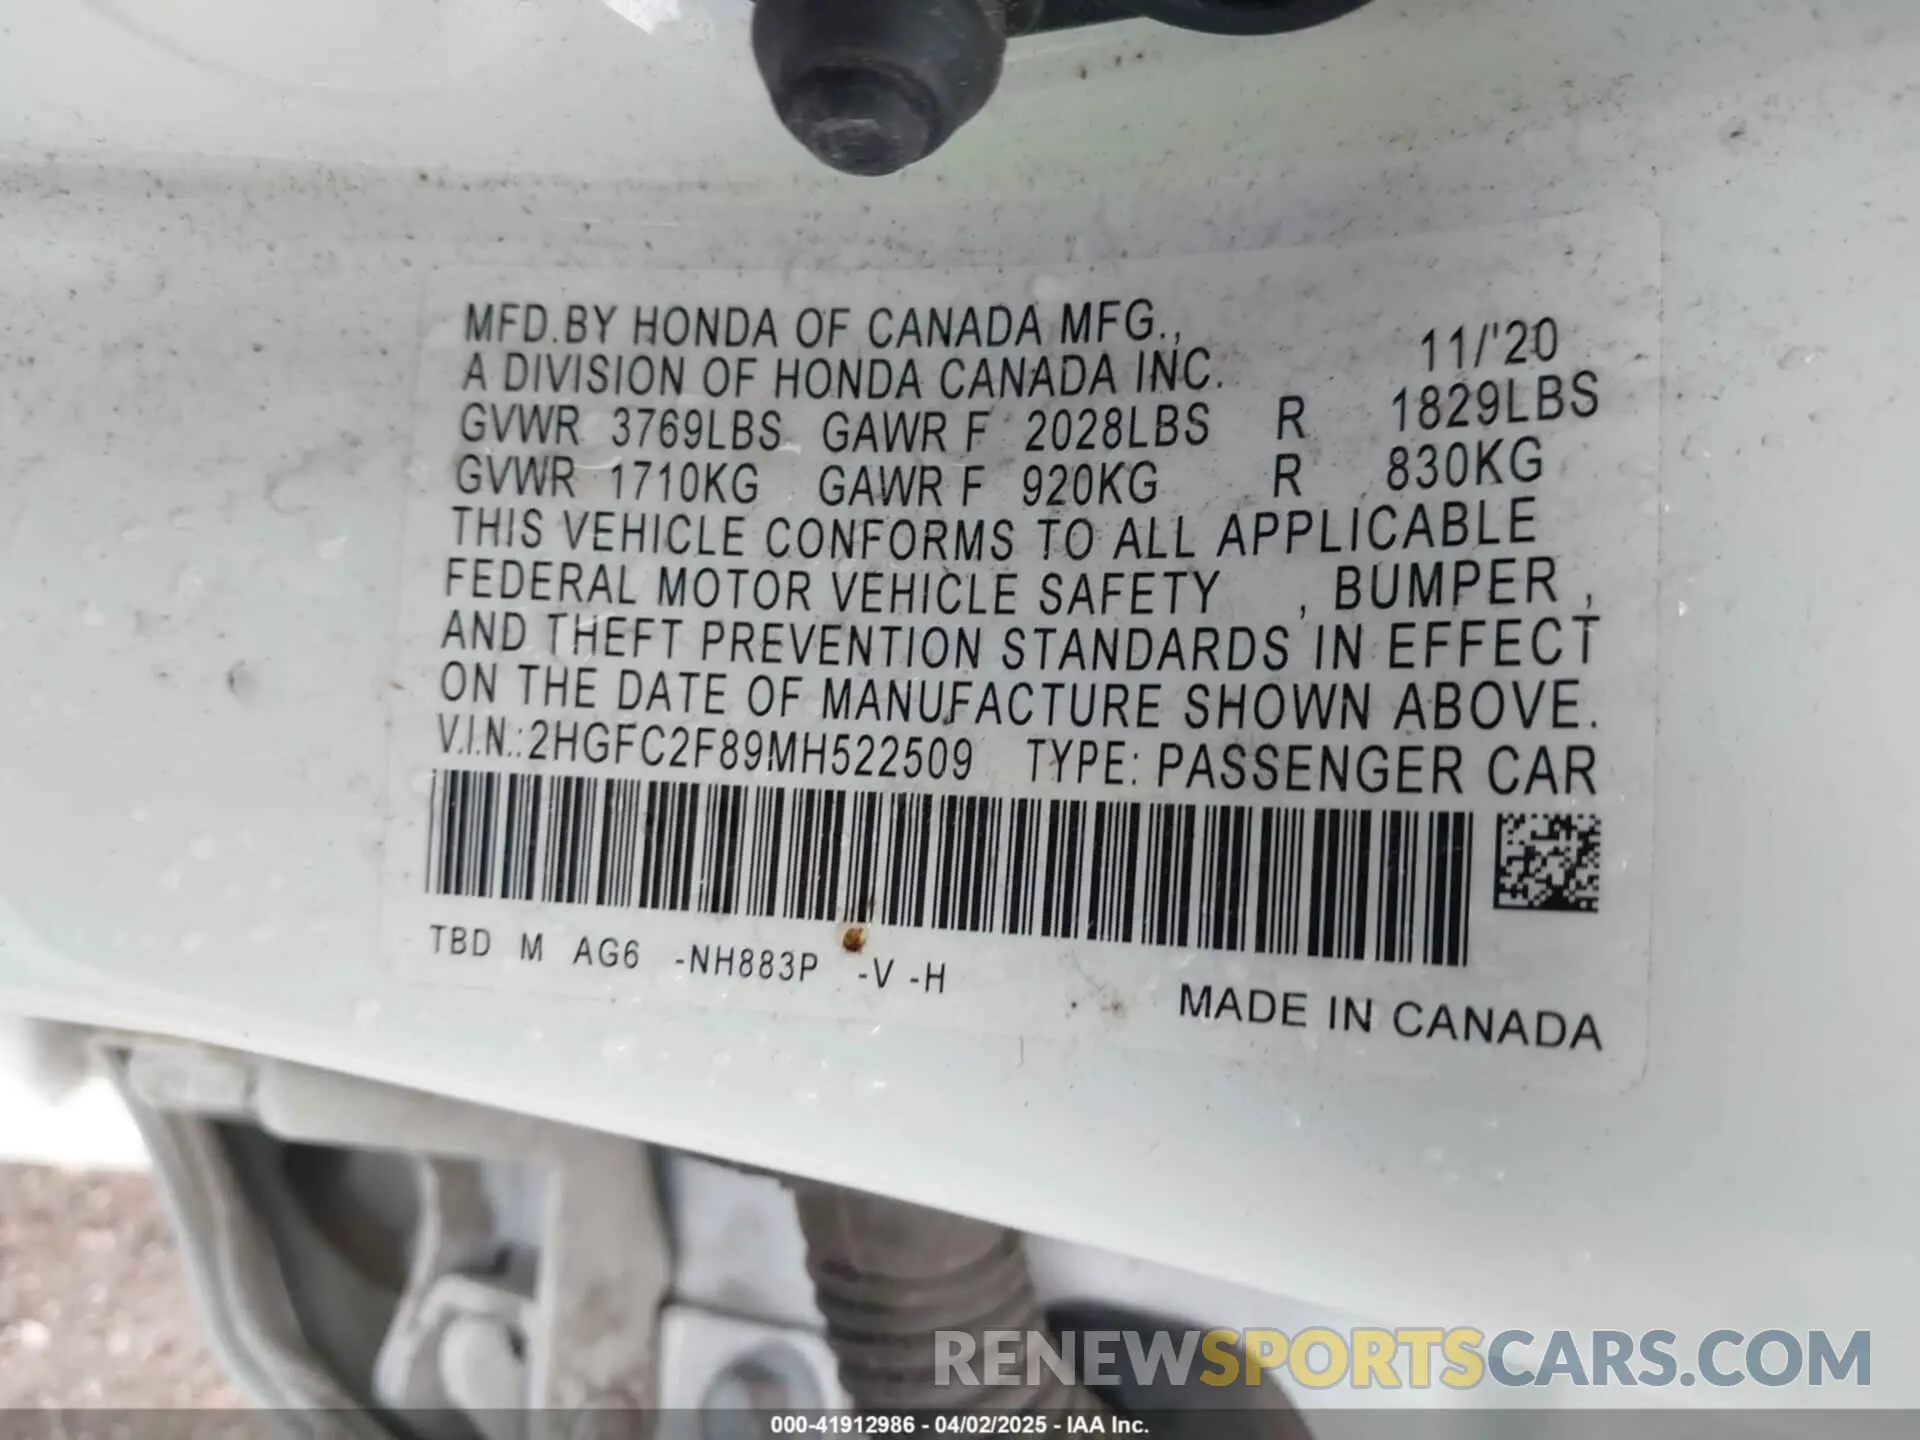 MFD.BY HONDA OF CANADA MFG.,
A DIVISION OF HONDA CANADA INC. 11/'20
GVWR 3769LBS GAWR F 2028LBS R 1829LBS
GVWR 1710KG GAWR F 920KG R 830KG
THIS VEHICLE CONFORMS TO ALL APPLICABLE
FEDERAL MOTOR VEHICLE SAFETY , BUMPER ,
AND THEFT PREVENTION STANDARDS IN EFFECT
ON THE DATE OF MANUFACTURE SHOWN ABOVE.
V.I.N.: 2HGFC2F89MH522509 TYPE: PASSENGER CAR
TBD M AG6 -NH883P -V -H
MADE IN CANADA
RENEWSPORTSCARS.COM
000-41912986 - 04/02/2025 - IAA Inc.